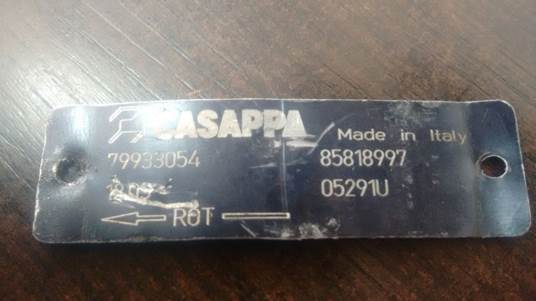 CASAPPA Made in Italy
79933054 85818997
05291U
ROT